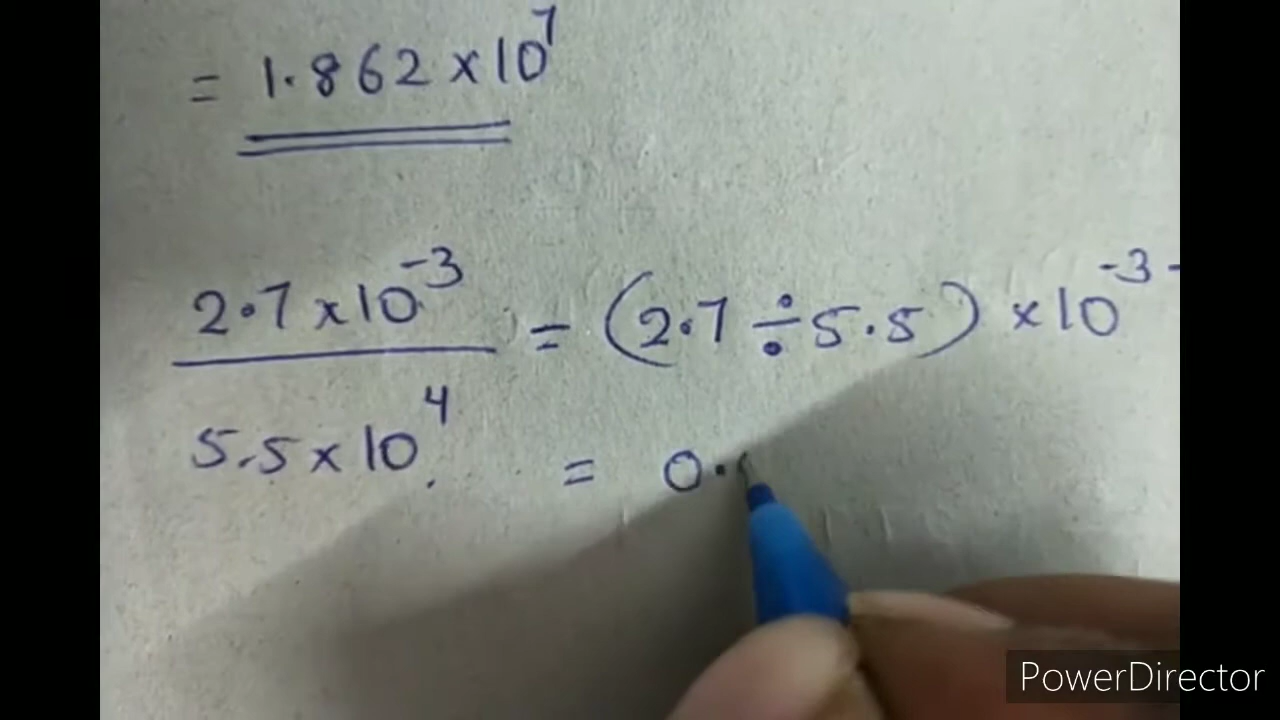 = 1.862 × 10⁷
2.7 × 10⁻³ = (2.7 ÷ 5.5) × 10⁻³⁻
5.5 × 10⁴
= 0.
PowerDirector